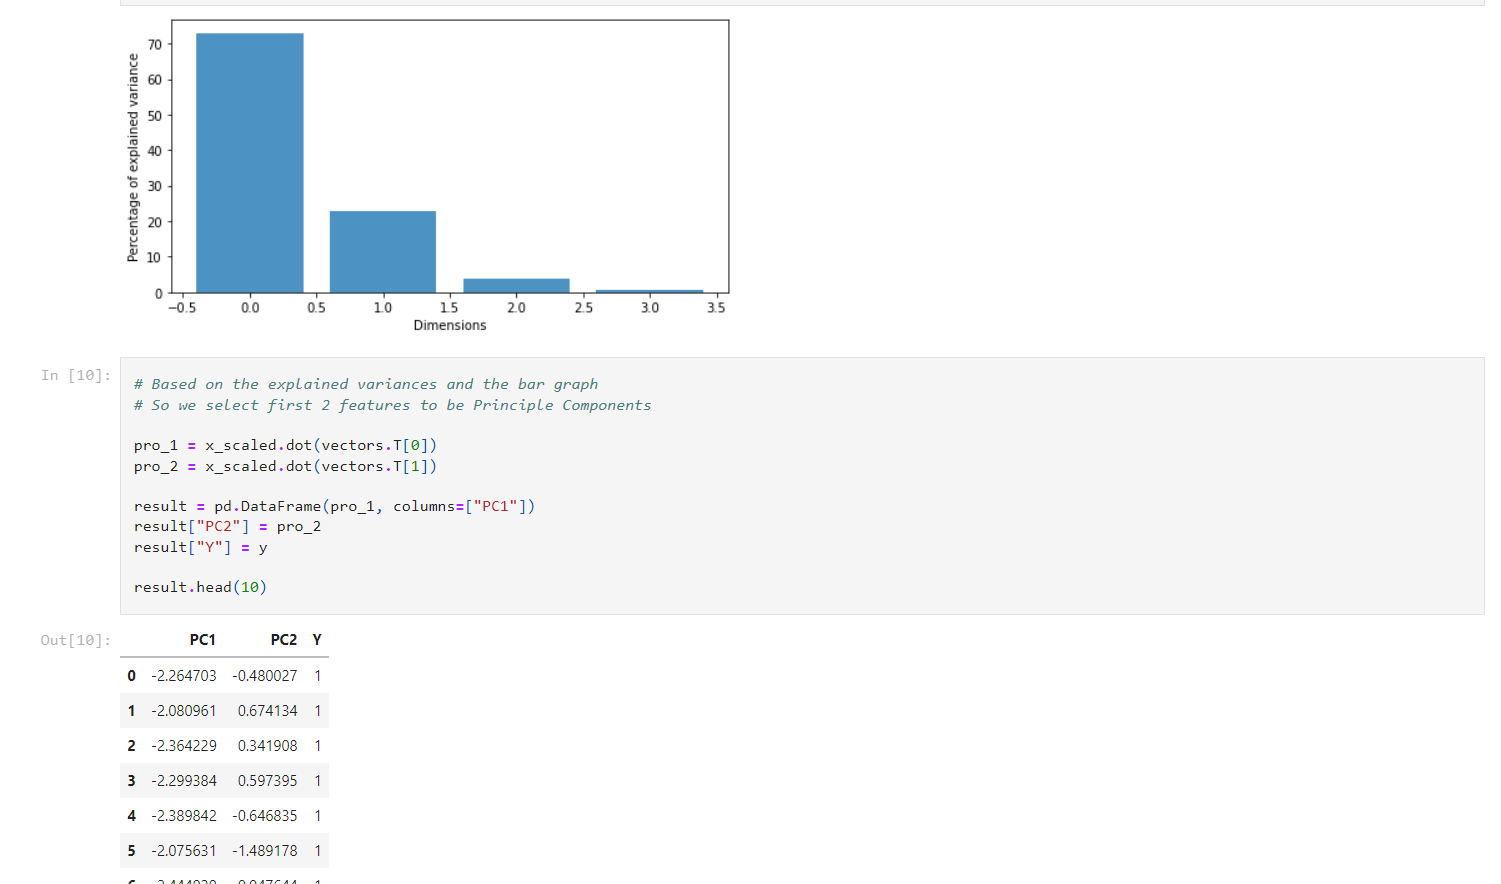 70
60
50
40
30
20
10
0
Percentage of explained variance
−0.5 0.0 0.5 1.0 1.5 2.0 2.5 3.0 3.5
Dimensions
In [10]:
# Based on the explained variances and the bar graph
# So we select first 2 features to be Principle Components
pro_1 = x_scaled.dot(vectors.T[0])
pro_2 = x_scaled.dot(vectors.T[1])
result = pd.DataFrame(pro_1, columns=["PC1"])
result["PC2"] = pro_2
result["Y"] = y
result.head(10)
Out[10]:
PC1 PC2 Y
0 -2.264703 -0.480027 1
1 -2.080961 0.674134 1
2 -2.364229 0.341908 1
3 -2.299384 0.597395 1
4 -2.389842 -0.646835 1
5 -2.075631 -1.489178 1